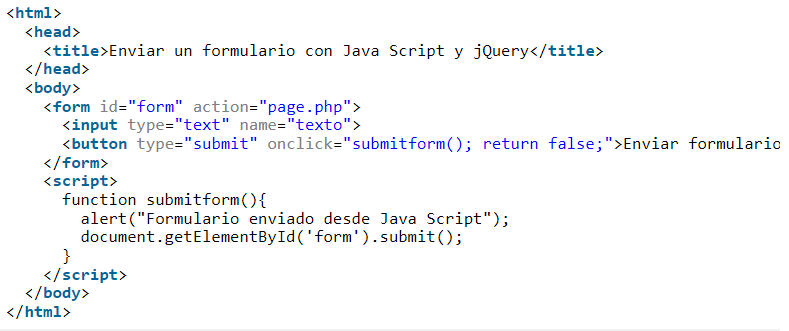 <html>
<head>
<title>Enviar un formulario con Java Script y jQuery</title>
</head>
<body>
<form id="form" action="page.php">
<input type="text" name="texto">
<button type="submit" onclick="submitform(); return false;">Enviar formulario
</form>
<script>
function submitform(){
alert("Formulario enviado desde Java Script");
document.getElementById('form').submit();
}
</script>
</body>
</html>